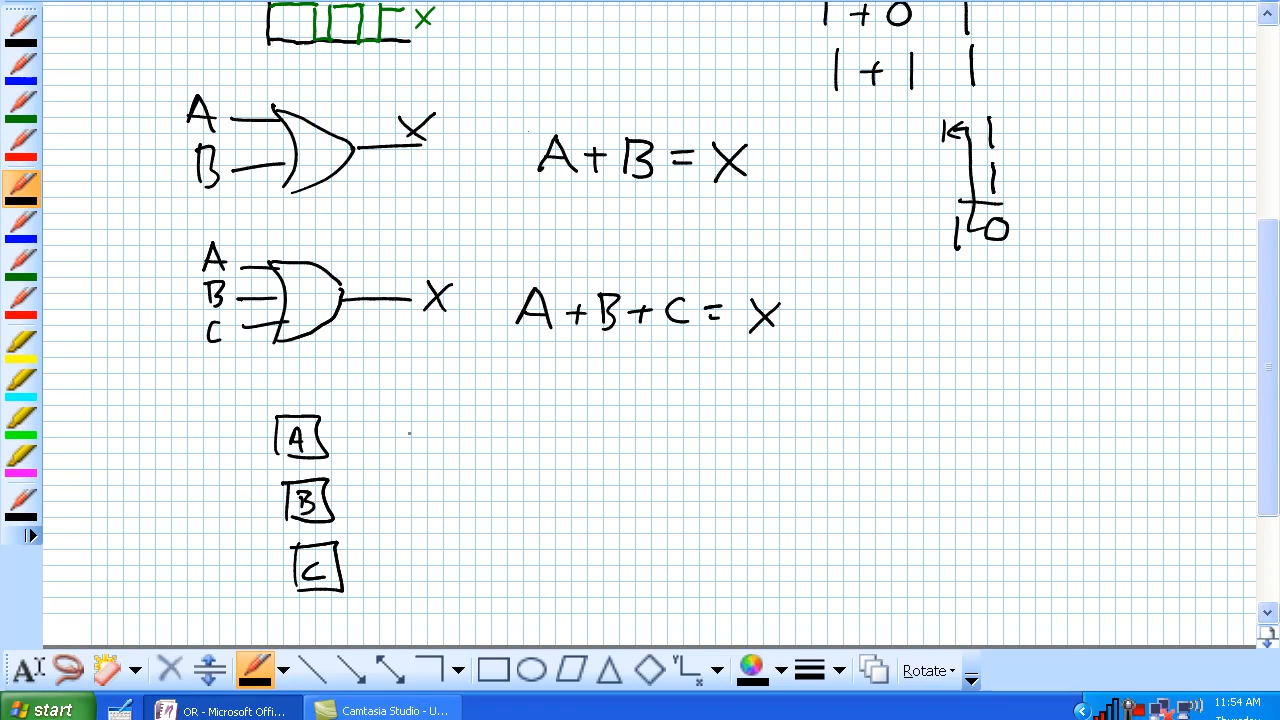 X
1 + 0 1
1 + 1 1
A
B
X
A + B = X
1
1
1 0
A
B
C
X
A + B + C = X
A
B
C
A
Rotate
start
OR - Microsoft Offi...
Camtasia Studio - U...
11:54 AM
Thursday